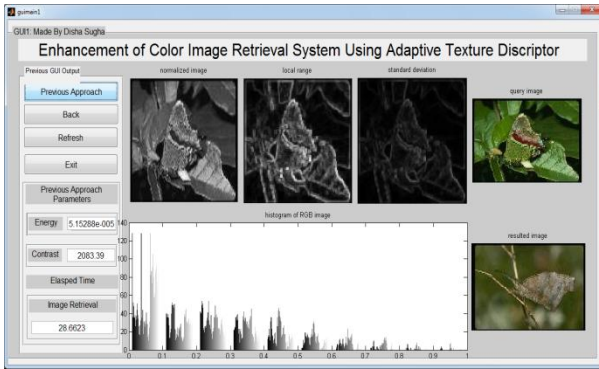 guimain1
GUI1: Made By Disha Sugha
Enhancement of Color Image Retrieval System Using Adaptive Texture Discriptor
Previous GUI Output
Previous Approach
Back
Refresh
Exit
Previous Approach
Parameters
Energy 5.15288e-005
Contrast 2083.39
Elasped Time
Image Retrieval
28.6623
normalized image
local range
standard deviation
query image
histogram of RGB image
140
120
100
80
60
40
20
0
0 0.1 0.2 0.3 0.4 0.5 0.6 0.7 0.8 0.9 1
resulted image